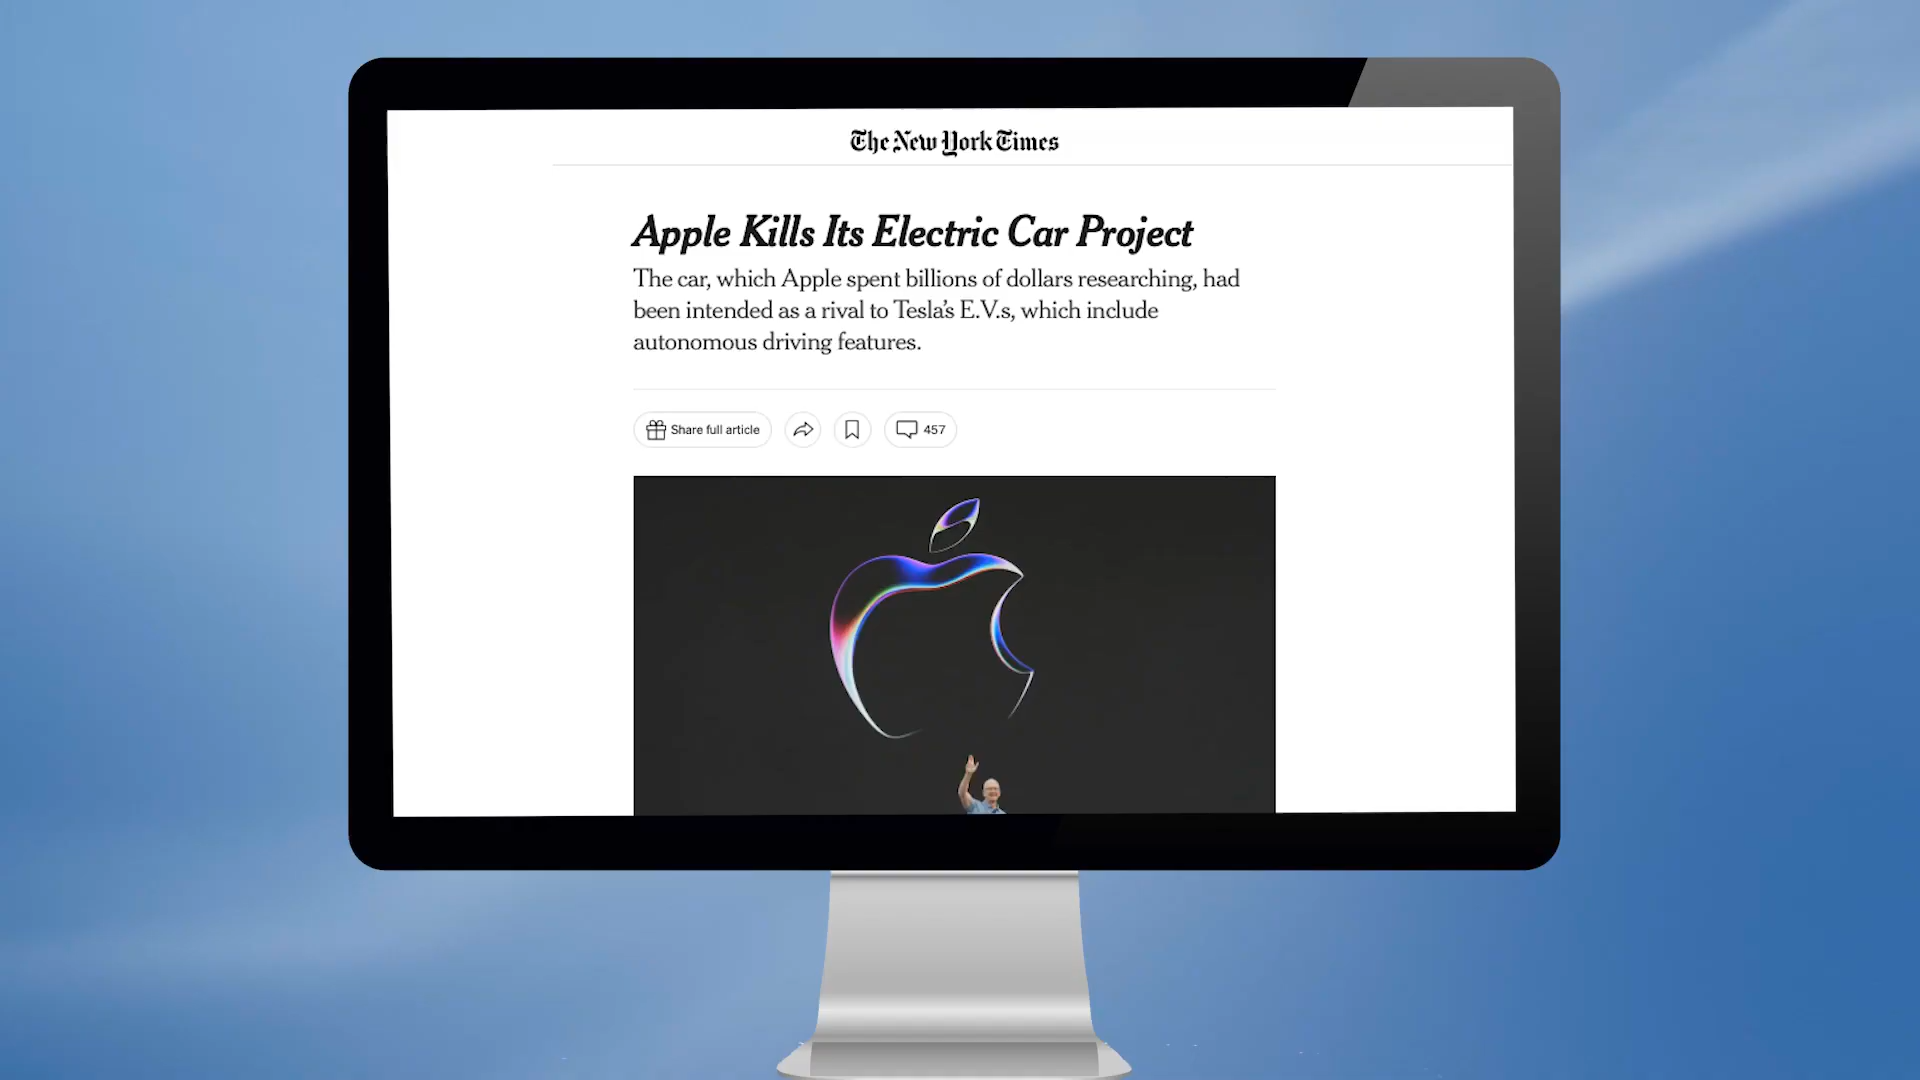 The New York Times
Apple Kills Its Electric Car Project
The car, which Apple spent billions of dollars researching, had
been intended as a rival to Tesla’s E.V.s, which include
autonomous driving features.
Share full article
457